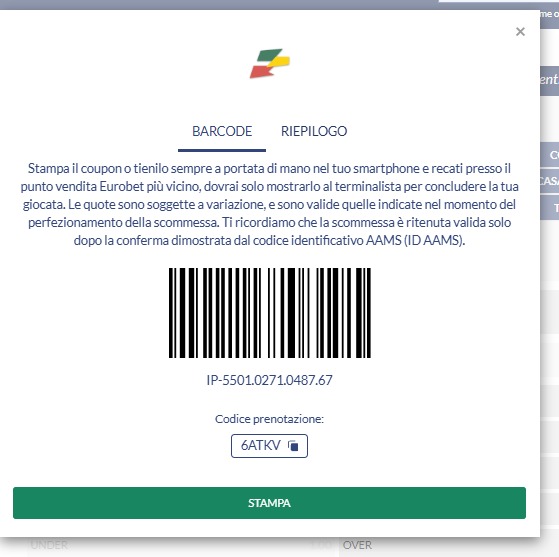 me o
×
ent
BARCODE RIEPILOGO
Stampa il coupon o tienilo sempre a portata di mano nel tuo smartphone e recati presso il
punto vendita Eurobet più vicino, dovrai solo mostrarlo al terminalista per concludere la tua
giocata. Le quote sono soggette a variazione, e sono valide quelle indicate nel momento del
perfezionamento della scommessa. Ti ricordiamo che la scommessa è ritenuta valida solo
dopo la conferma dimostrata dal codice identificativo AAMS (ID AAMS).
CASA
IP-5501.0271.0487.67
Codice prenotazione:
6ATKV
STAMPA
UNDER OVER